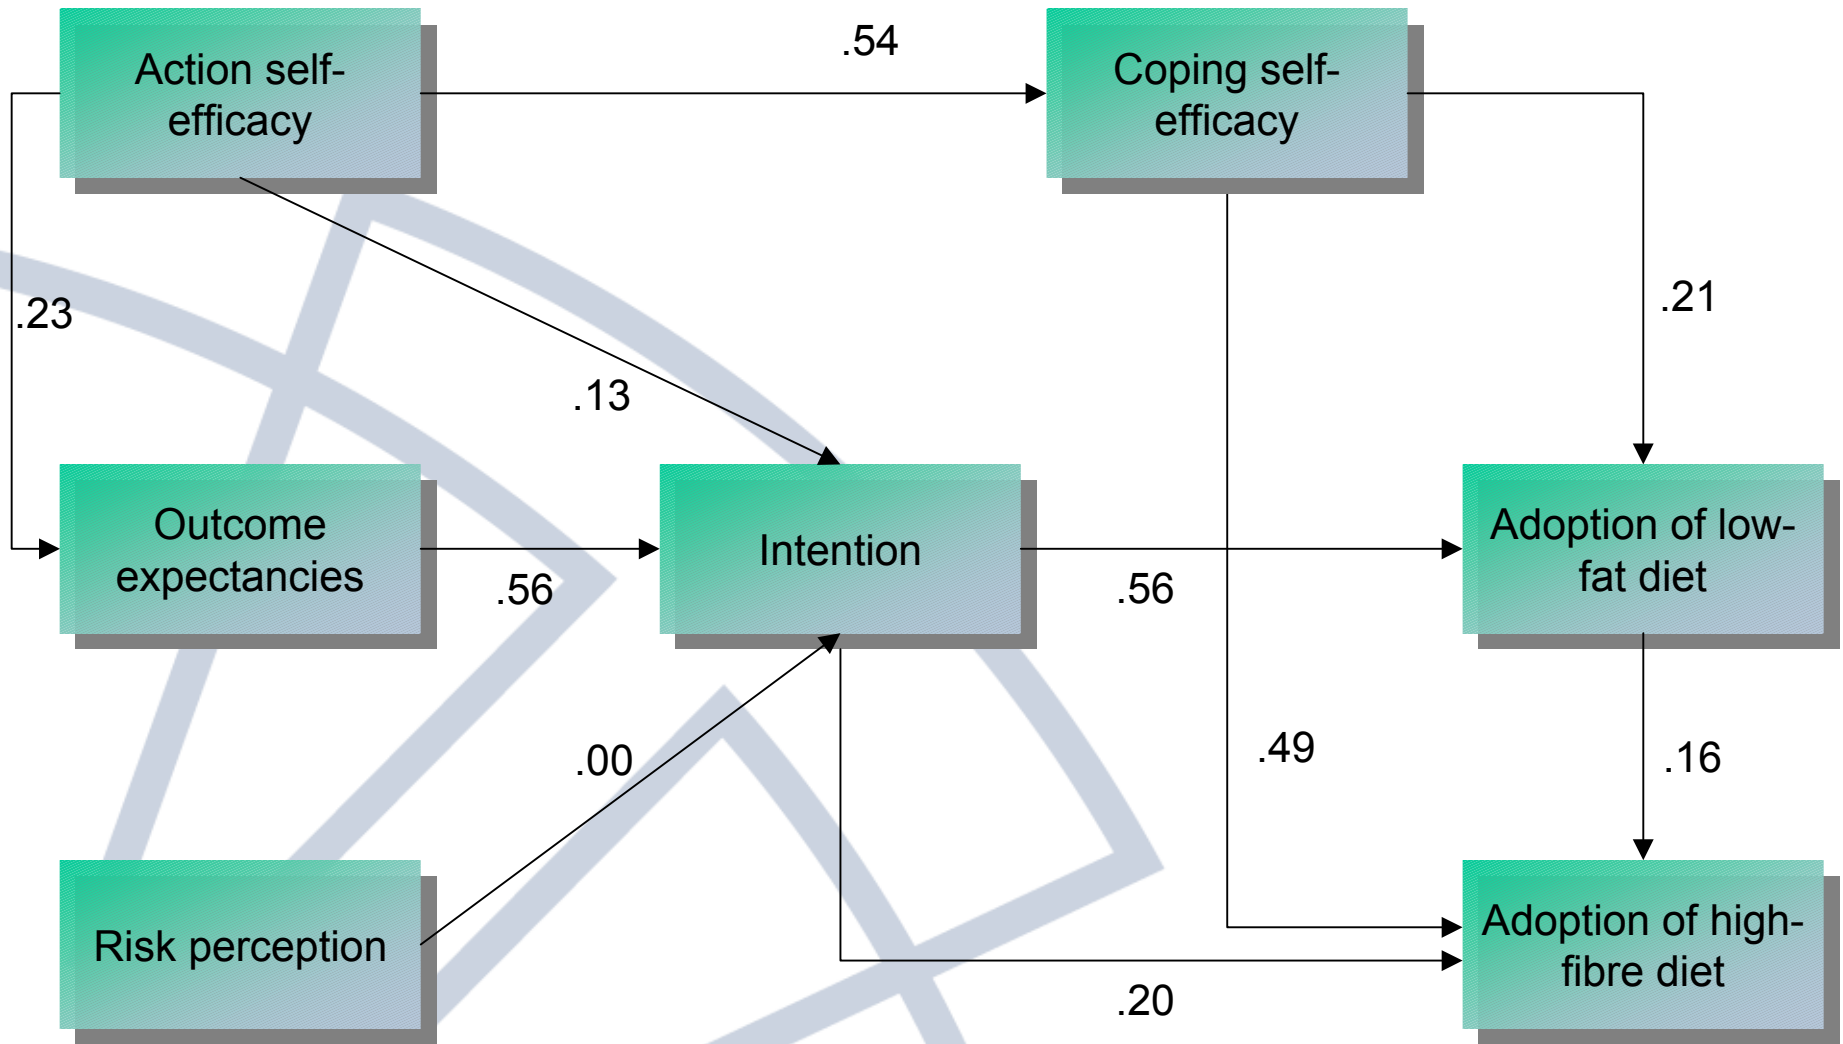 Action self-
efficacy
.54
Coping self-
efficacy
.23
.13
.21
Outcome
expectancies
.56
Intention
.56
Adoption of low-
fat diet
.00
.49
.16
Risk perception
.20
Adoption of high-
fibre diet